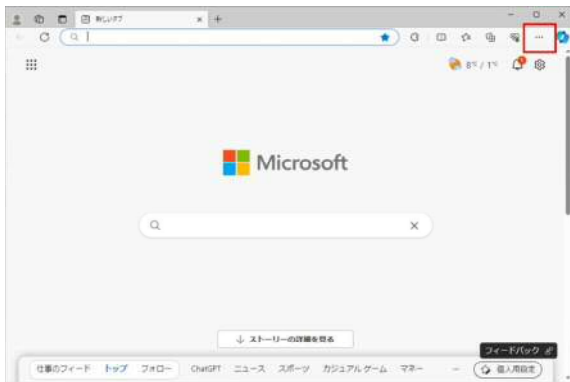 新しいタブ
8°C / 1°C
Microsoft
ストーリーの詳細を見る
フィードバック
仕事のフィード トップ フォロー ChatGPT ニュース スポーツ カジュアル ゲーム マネー 個人用設定